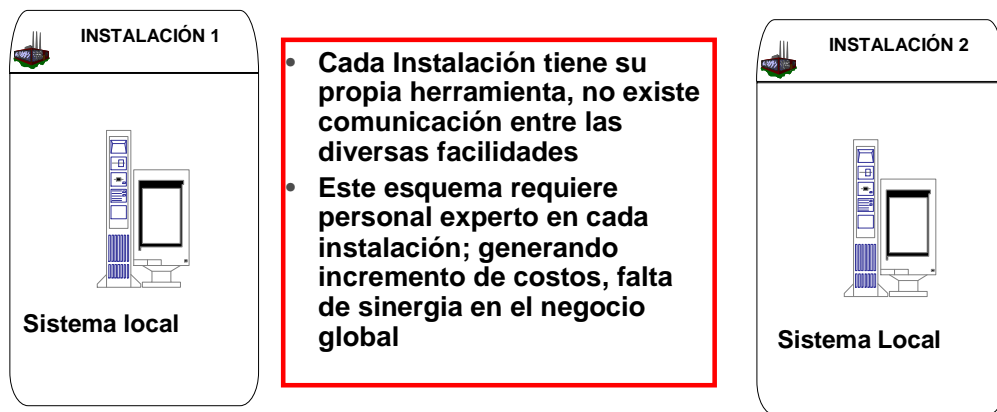 INSTALACIÓN 1
Sistema local
• Cada Instalación tiene su
propia herramienta, no existe
comunicación entre las
diversas facilidades
• Este esquema requiere
personal experto en cada
instalación; generando
incremento de costos, falta
de sinergia en el negocio
global
INSTALACIÓN 2
Sistema Local